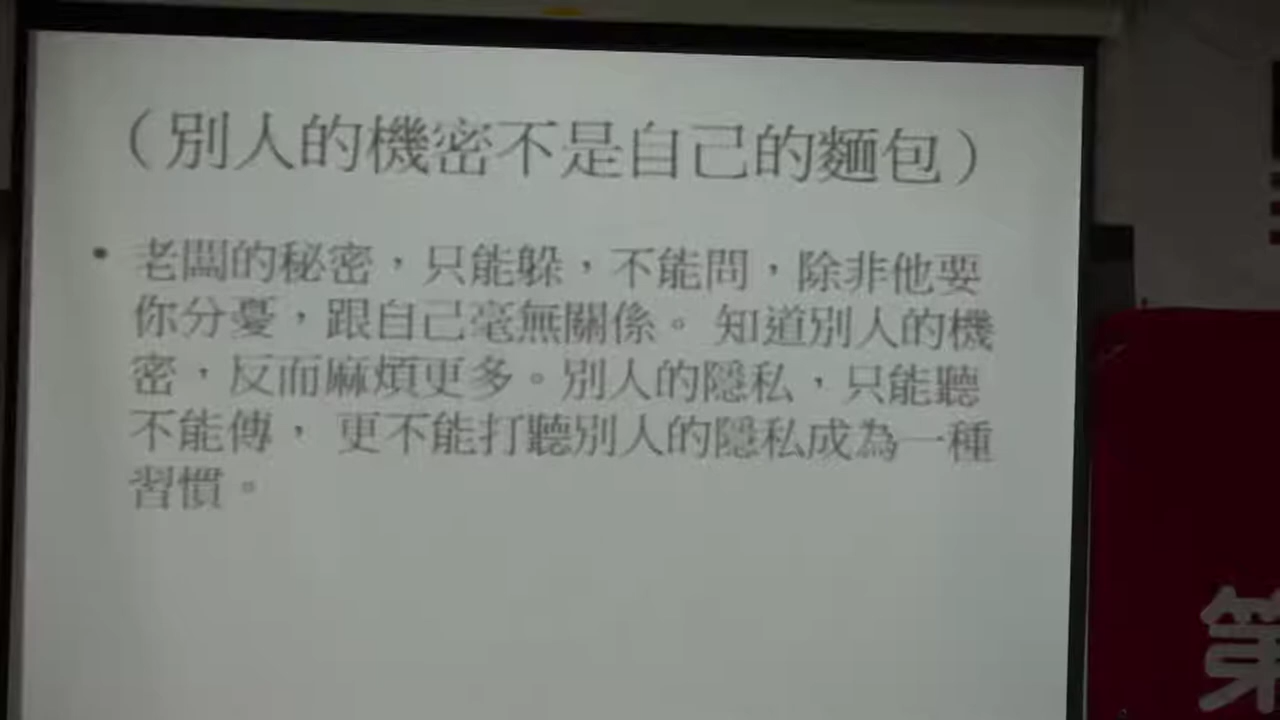 （別人的機密不是自己的麵包）
• 老闆的秘密，只能躲，不能問，除非他要
你分憂，跟自己毫無關係。 知道別人的機
密，反而麻煩更多。別人的隱私，只能聽
不能傳， 更不能打聽別人的隱私成為一種
習慣。
第